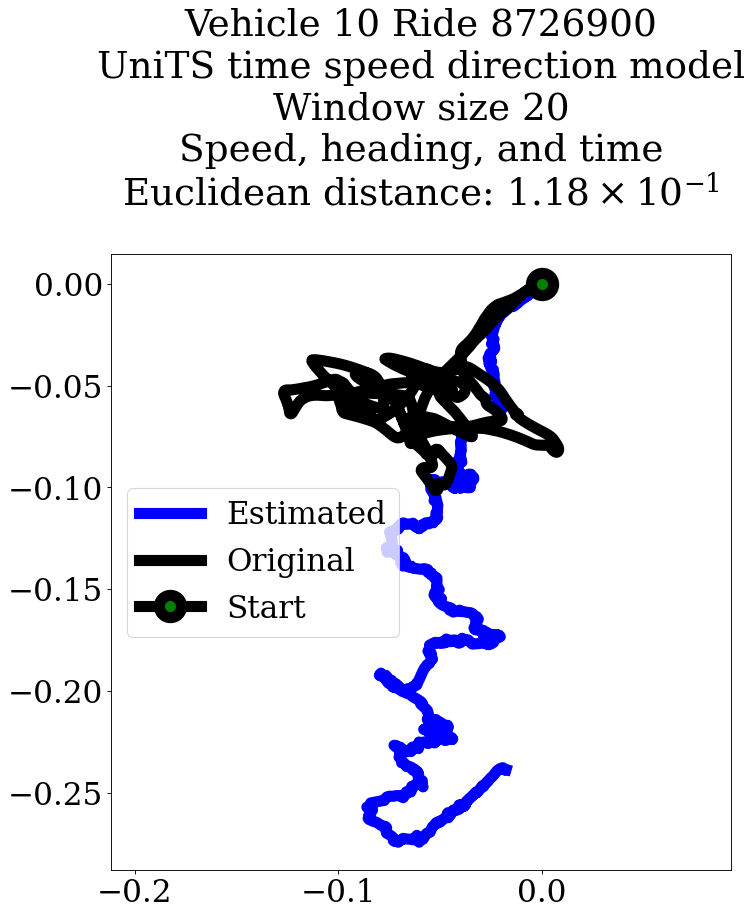 Vehicle 10 Ride 8726900
UniTS time speed direction model
Window size 20
Speed, heading, and time
Euclidean distance: 1.18 × 10⁻¹
0.00
−0.05
−0.10
−0.15
−0.20
−0.25
Estimated
Original
Start
−0.2
−0.1
0.0